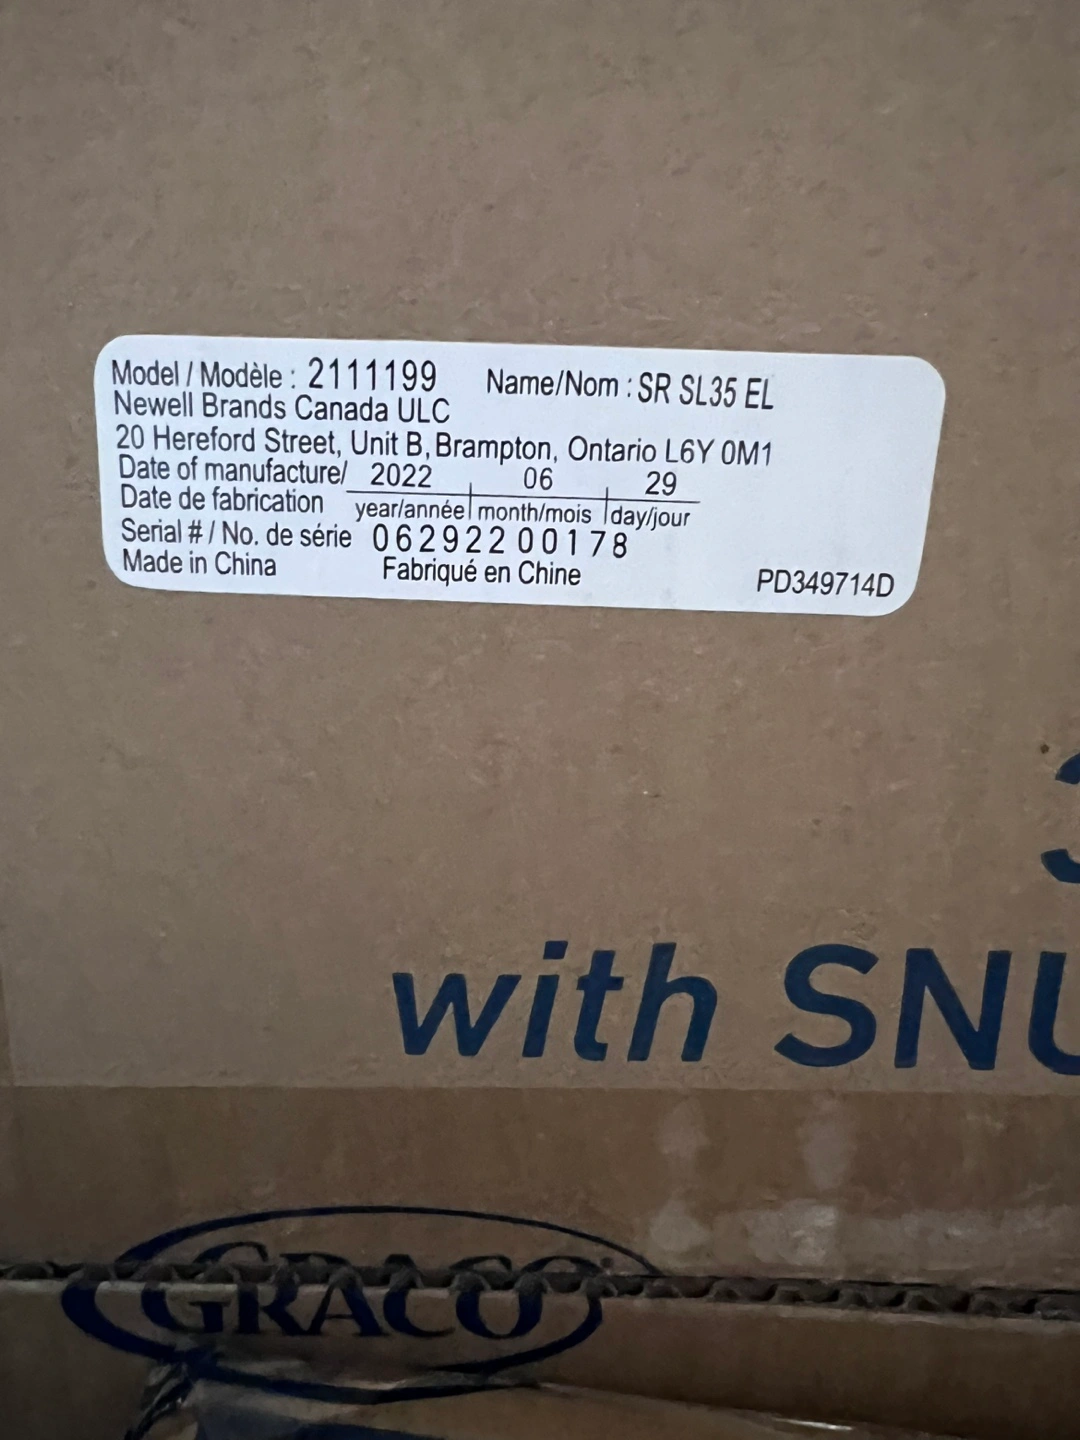 Model / Modèle : 2111199 Name/Nom : SR SL35 EL
Newell Brands Canada ULC
20 Hereford Street, Unit B, Brampton, Ontario L6Y 0M1
Date of manufacture/ 2022 06 29
Date de fabrication year/année month/mois day/jour
Serial # / No. de série 062922 00178
Made in China Fabriqué en Chine PD349714D
with SNU
GRACO